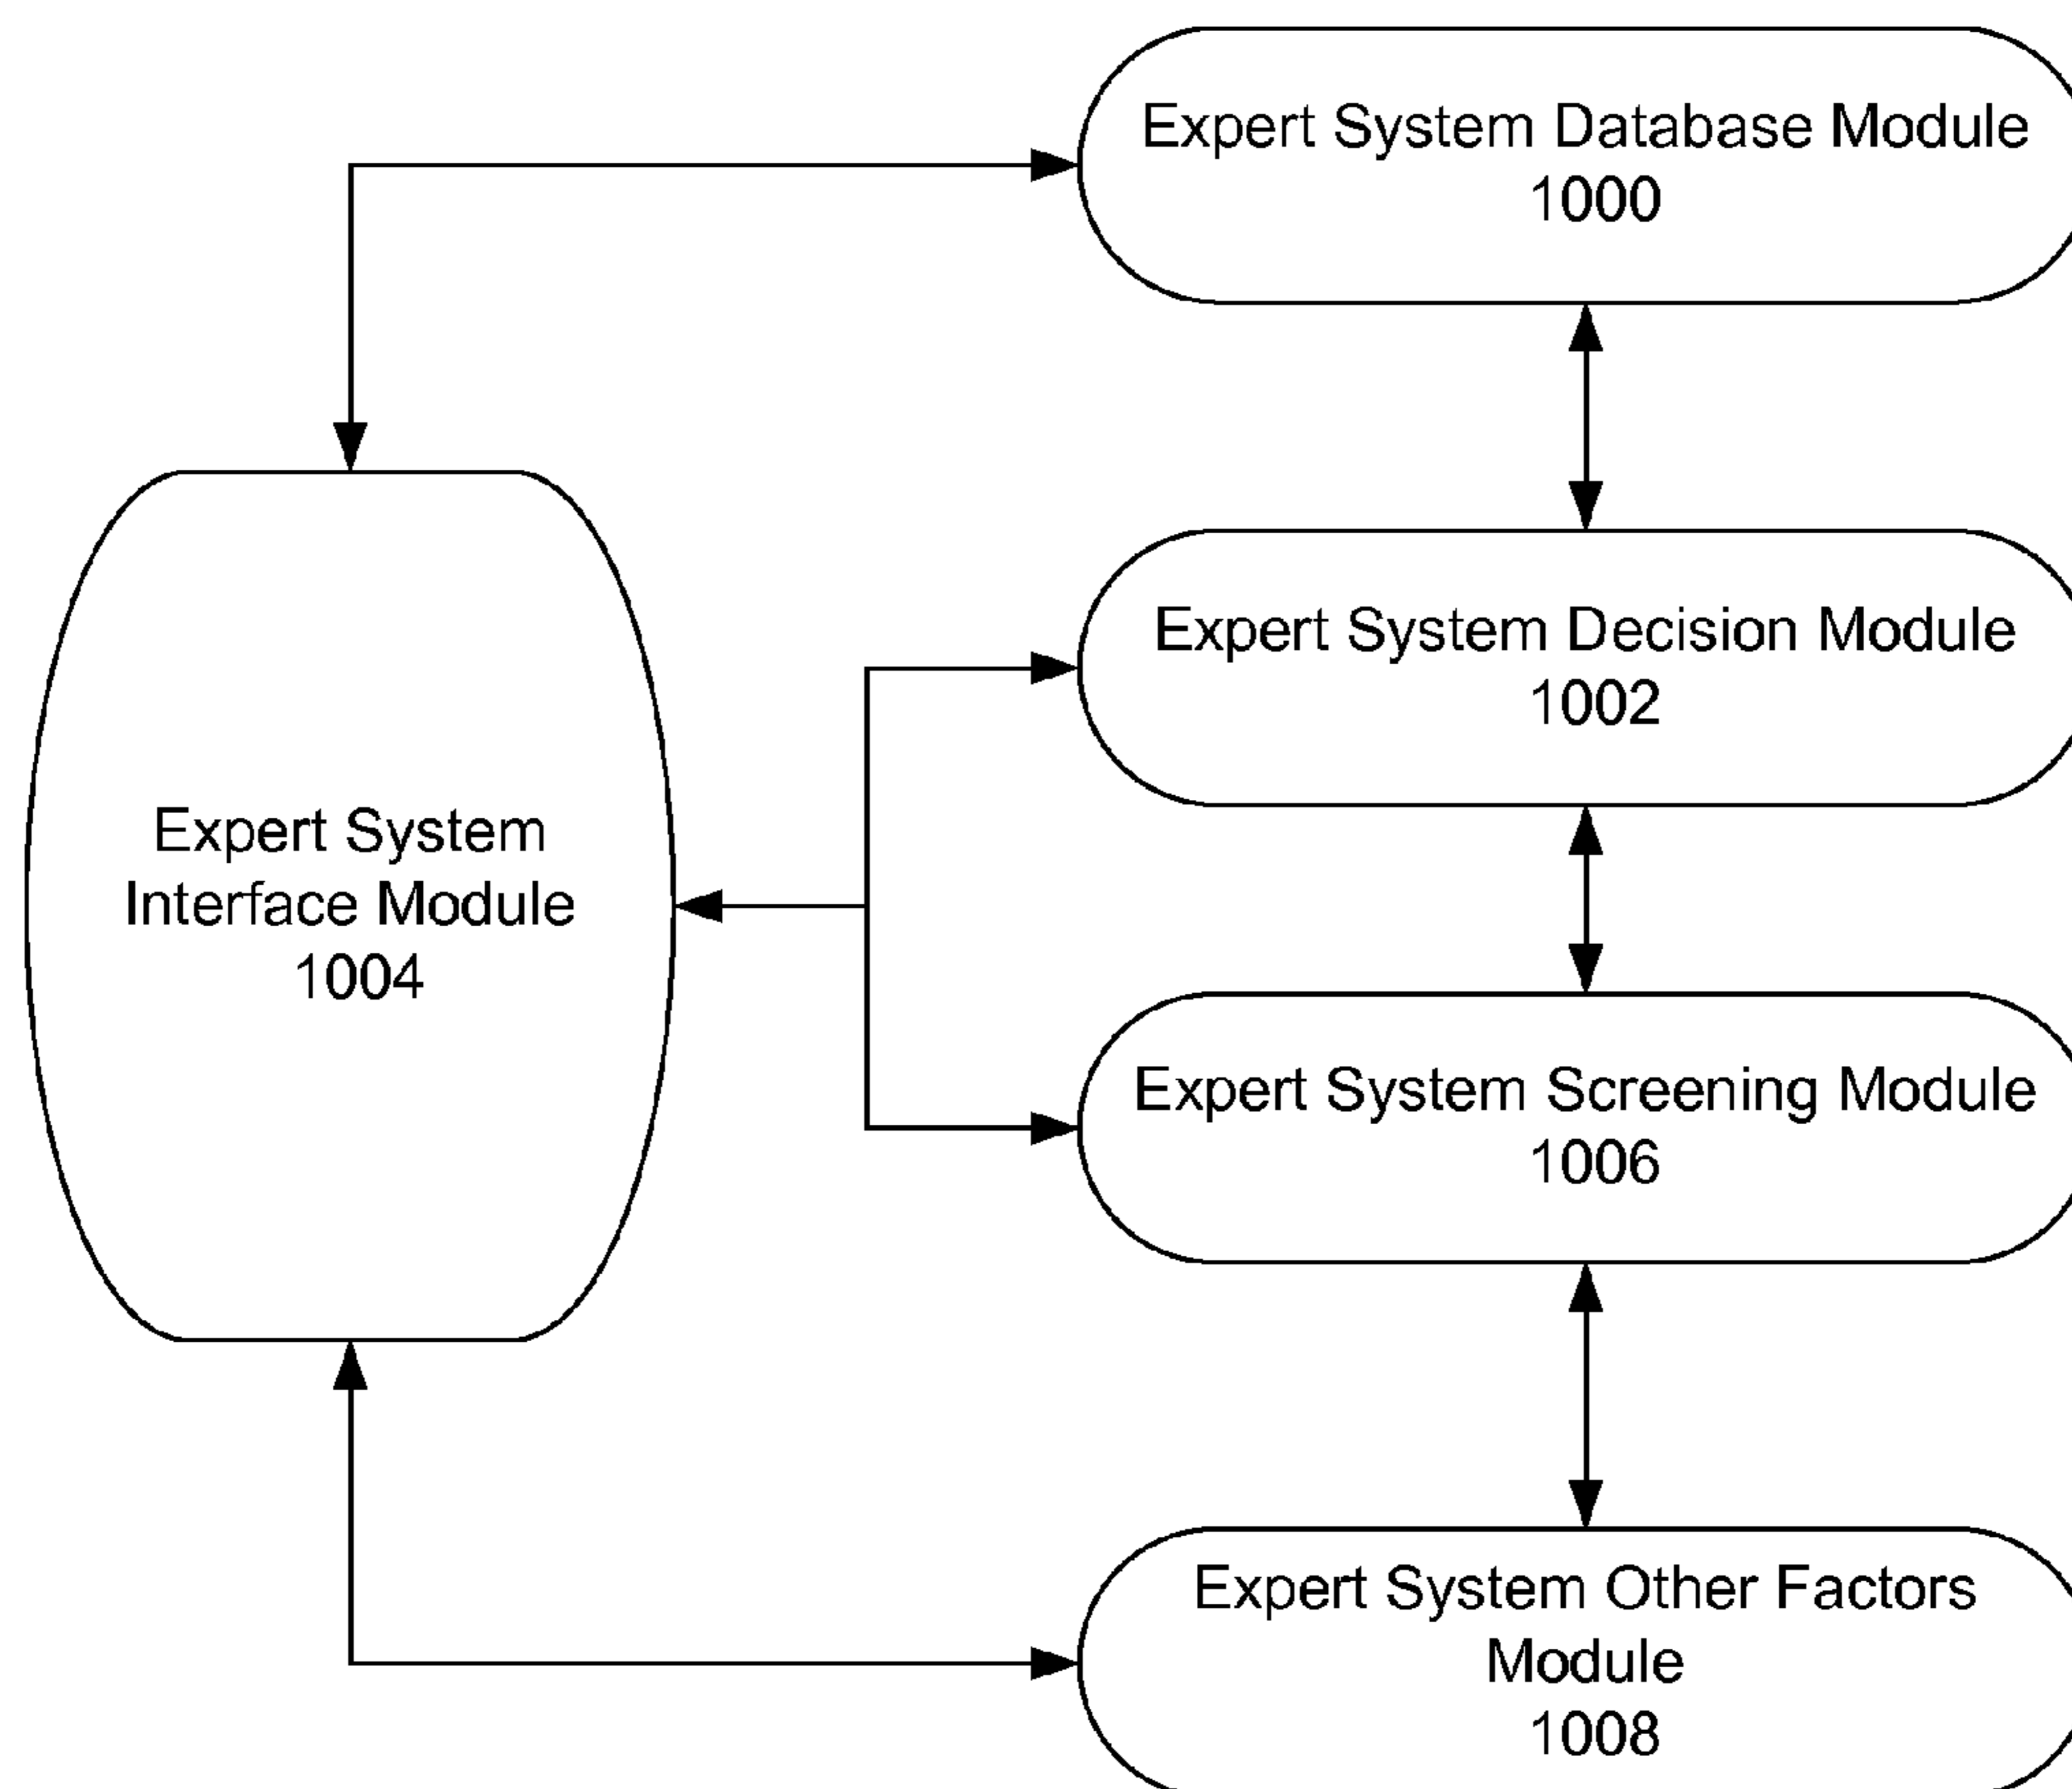 Expert System Database Module
1000
Expert System Decision Module
1002
Expert System
Interface Module
1004
Expert System Screening Module
1006
Expert System Other Factors
Module
1008